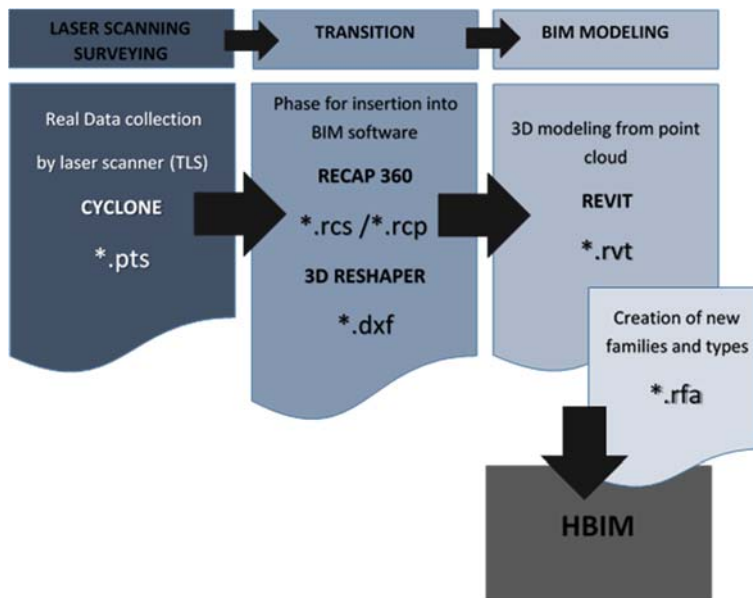 LASER SCANNING
SURVEYING
TRANSITION
BIM MODELING
Real Data collection
by laser scanner (TLS)
CYCLONE
*.pts
Phase for insertion into
BIM software
RECAP 360
*.rcs /*.rcp
3D RESHAPER
*.dxf
3D modeling from point
cloud
REVIT
*.rvt
Creation of new
families and types
*.rfa
HBIM